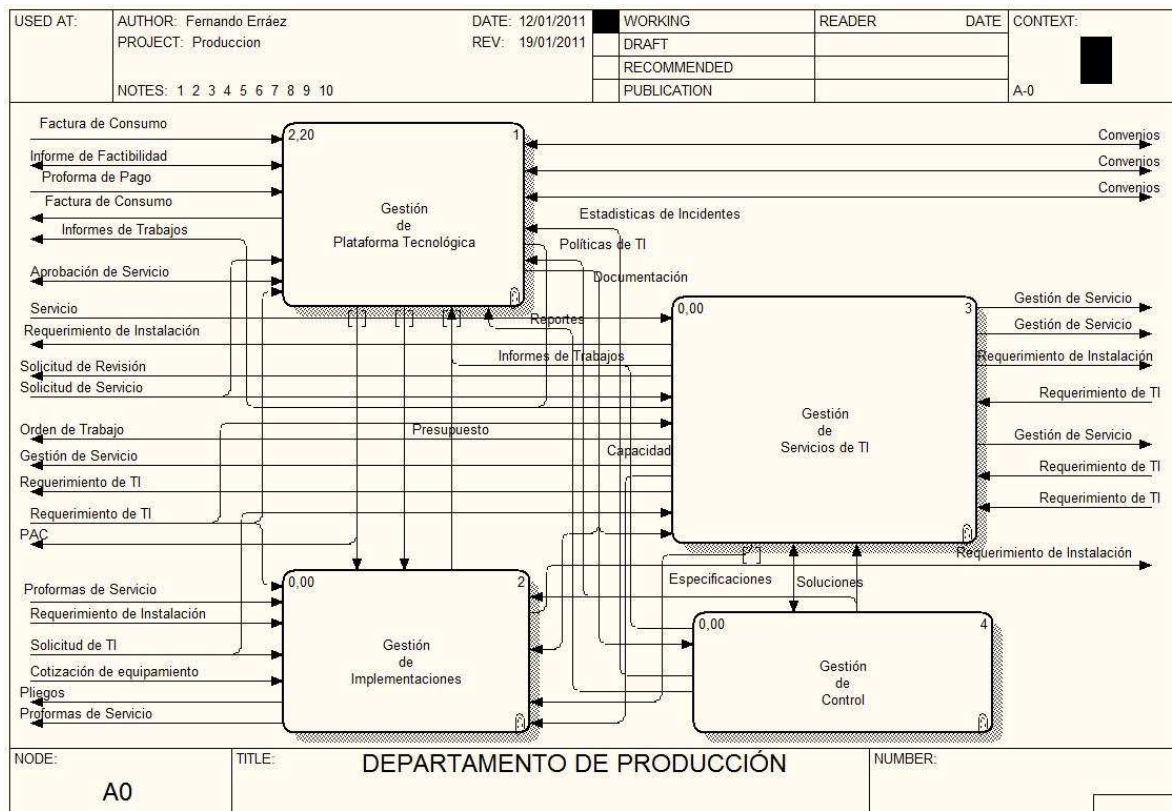 USED AT:
AUTHOR: Fernando Erráez
DATE: 12/01/2011
PROJECT: Produccion
REV: 19/01/2011
NOTES: 1 2 3 4 5 6 7 8 9 10
WORKING
DRAFT
RECOMMENDED
PUBLICATION
READER
DATE
CONTEXT:
A-0
Factura de Consumo
Informe de Factibilidad
Proforma de Pago
Factura de Consumo
Informes de Trabajos
Aprobación de Servicio
Servicio
Requerimiento de Instalación
Solicitud de Revisión
Solicitud de Servicio
Orden de Trabajo
Gestión de Servicio
Requerimiento de TI
Requerimiento de TI
PAC
Proformas de Servicio
Requerimiento de Instalación
Solicitud de TI
Cotización de equipamiento
Pliegos
Proformas de Servicio
2,20
1
Gestión
de
Plataforma Tecnológica
Convenios
Convenios
Convenios
Estadisticas de Incidentes
Políticas de TI
Documentación
Reportes
Informes de Trabajos
Presupuesto
Capacidad
0,00
3
Gestión
de
Servicios de TI
Gestión de Servicio
Gestión de Servicio
Requerimiento de Instalación
Requerimiento de TI
Gestión de Servicio
Requerimiento de TI
Requerimiento de TI
Requerimiento de Instalación
Especificaciones
Soluciones
0,00
2
Gestión
de
Implementaciones
0,00
4
Gestión
de
Control
NODE:
A0
TITLE:
DEPARTAMENTO DE PRODUCCIÓN
NUMBER: